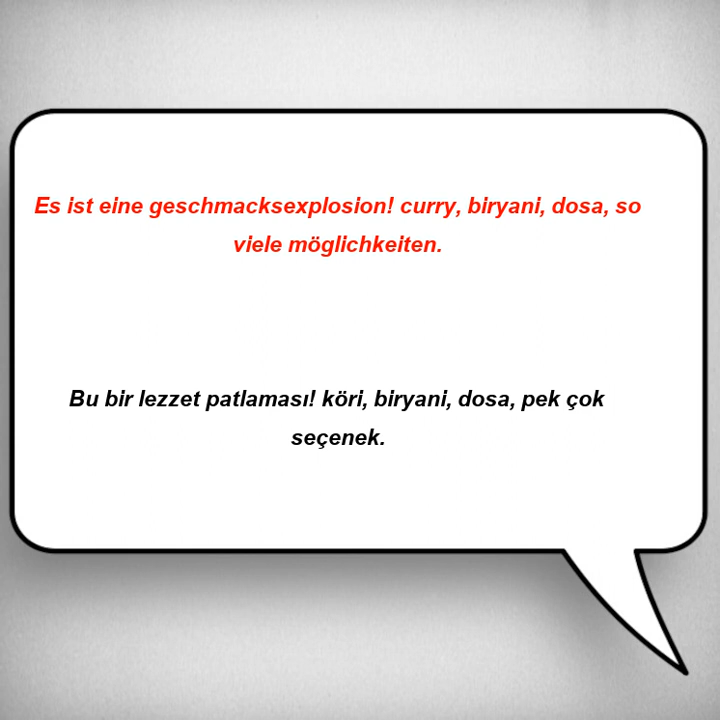 Es ist eine geschmacksexplosion! curry, biryani, dosa, so
viele möglichkeiten.
Bu bir lezzet patlaması! köri, biryani, dosa, pek çok
seçenek.